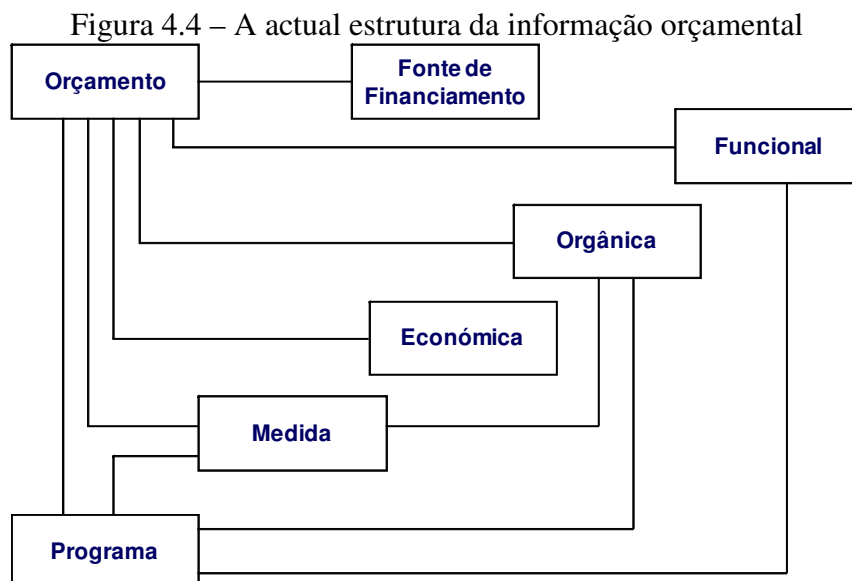 Figura 4.4 – A actual estrutura da informação orçamental
Orçamento
Fonte de
Financiamento
Funcional
Orgânica
Económica
Medida
Programa